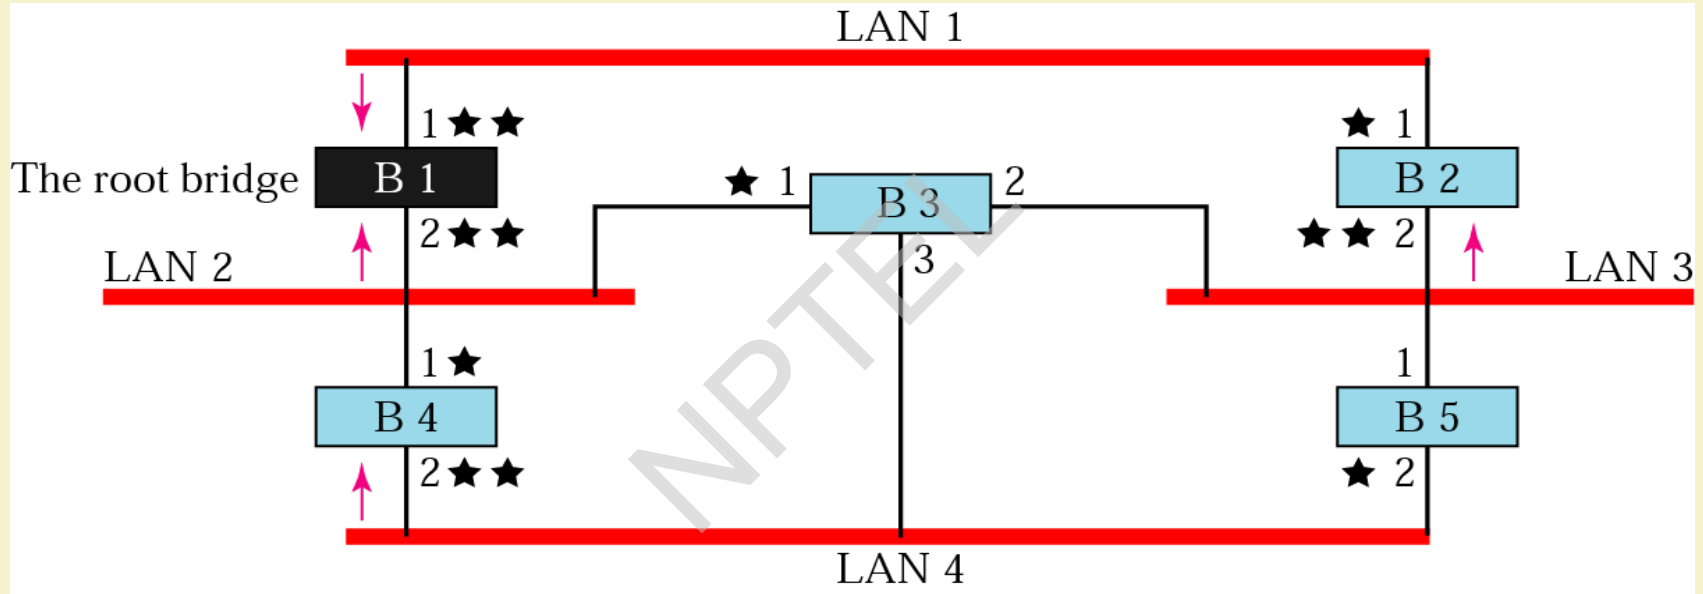 LAN 1
1 ★★
★ 1
The root bridge
B 1
★ 1
B 3
2
B 2
2 ★★
3
★★ 2
LAN 2
LAN 3
1 ★
1
B 4
B 5
2 ★★
★ 2
LAN 4
NPTEL